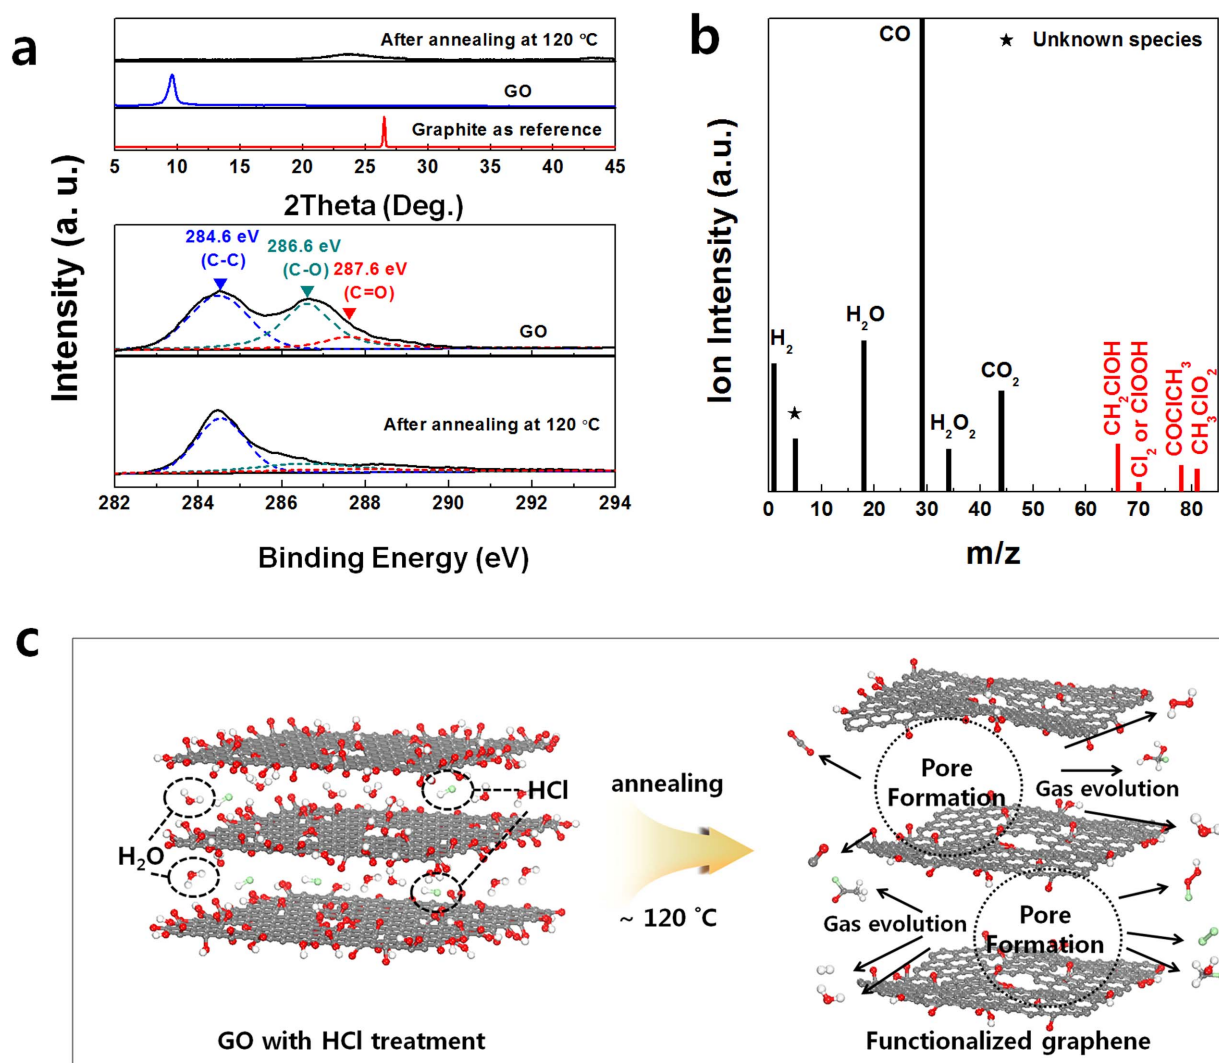 a
After annealing at 120 °C
GO
Graphite as reference
5 10 15 20 25 30 35 40 45
2Theta (Deg.)
Intensity (a. u.)
284.6 eV
(C-C)
286.6 eV
(C-O)
287.6 eV
(C=O)
GO
After annealing at 120 °C
282 284 286 288 290 292 294
Binding Energy (eV)
b
CO
★ Unknown species
Ion Intensity (a.u.)
H₂
★
H₂O
H₂O₂
CO₂
CH₂ClOH
Cl₂ or ClOOH
COClCH₃
CH₃ClO₂
0 10 20 30 40 50 60 70 80
m/z
c
HCl
H₂O
annealing
~ 120 ˚C
Pore
Formation
Gas evolution
Gas evolution
Pore
Formation
GO with HCl treatment
Functionalized graphene